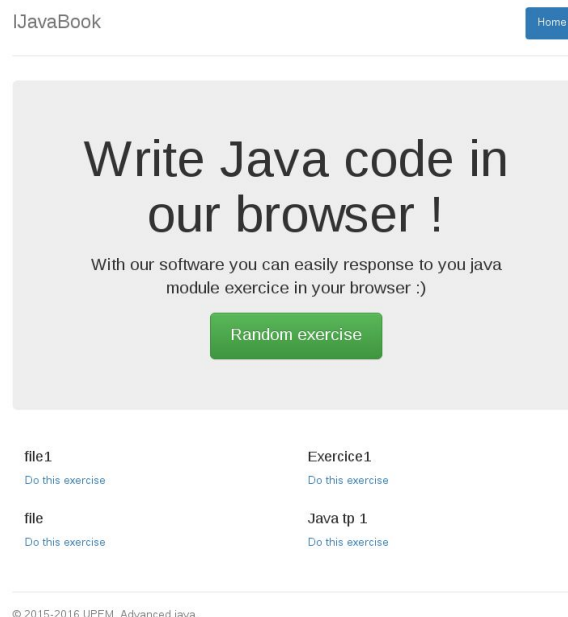 IJavaBook
Home
Write Java code in
our browser !
With our software you can easily response to you java
module exercice in your browser :)
Random exercise
file1
Do this exercise
Exercice1
Do this exercise
file
Do this exercise
Java tp 1
Do this exercise
© 2015-2016 UPEM, Advanced java